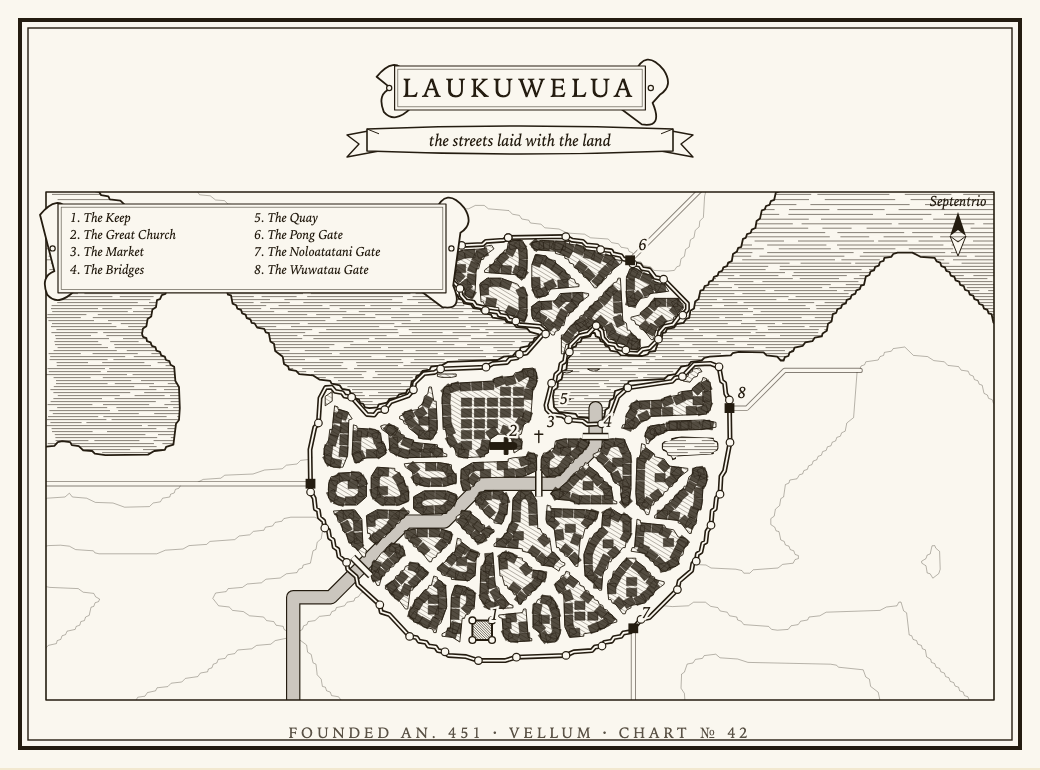 LAUKUWELUA
the streets laid with the land
Septentrio
1. The Keep
2. The Great Church
3. The Market
4. The Bridges
5. The Quay
6. The Pong Gate
7. The Noloatatani Gate
8. The Wuwatau Gate
6
8
5
3
4
2
7
1
FOUNDED AN. 451 · VELLUM · CHART № 42